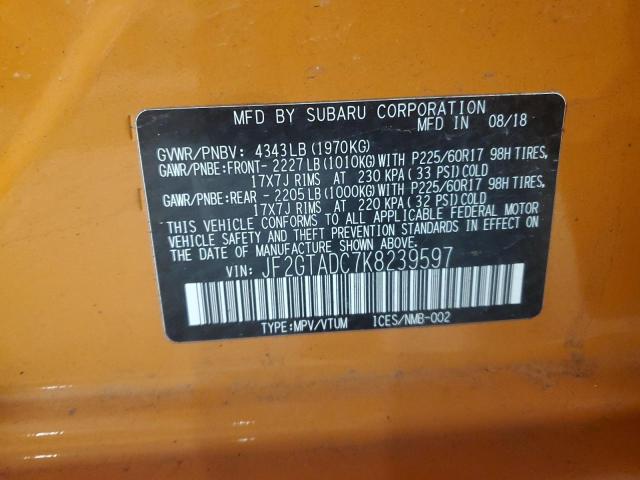 MFD BY SUBARU CORPORATION
MFD IN 08/18
GVWR/PNBV: 4343LB(1970KG)
GAWR/PNBE:FRONT- 2227LB(1010KG)WITH P225/60R17 98H TIRES,
17X7J RIMS AT 230 KPA (33 PSI)COLD
GAWR/PNBE:REAR - 2205LB(1000KG)WITH P225/60R17 98H TIRES,
17X7J RIMS AT 220 KPA (32 PSI)COLD
THIS VEHICLE CONFORMS TO ALL APPLICABLE FEDERAL MOTOR
VEHICLE SAFETY AND THEFT PREVENTION STANDARDS IN EFFECT ON
THE DATE OF MANUFACTURE SHOWN ABOVE.
VIN: JF2GTADC7K8239597
TYPE:MPV/VTUM ICES/NMB-002